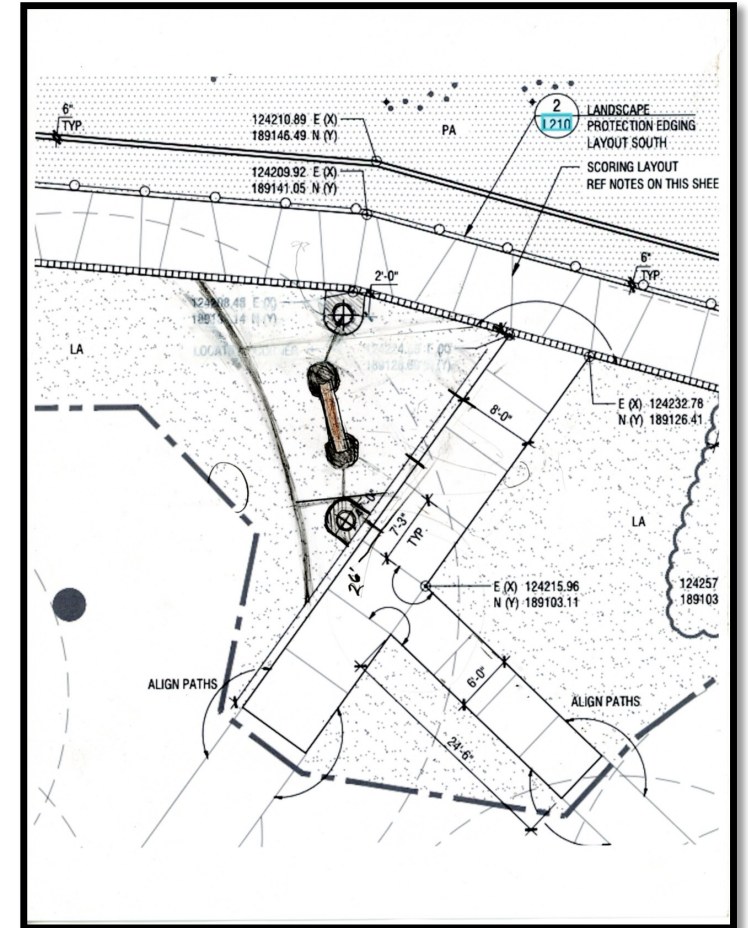 6"
TYP.
124210.89 E (X)
189146.49 N (Y)
PA
2
L210
LANDSCAPE
PROTECTION EDGING
LAYOUT SOUTH
124209.92 E (X)
189141.05 N (Y)
SCORING LAYOUT
REF NOTES ON THIS SHEE
2'-0"
6"
TYP.
LA
8'-0"
E (X) 124232.78
N (Y) 189126.41
7'-3"
TYP
LA
26'
E (X) 124215.96
N (Y) 189103.11
124257
189103
ALIGN PATHS
6'-0"
ALIGN PATHS
24'-6"